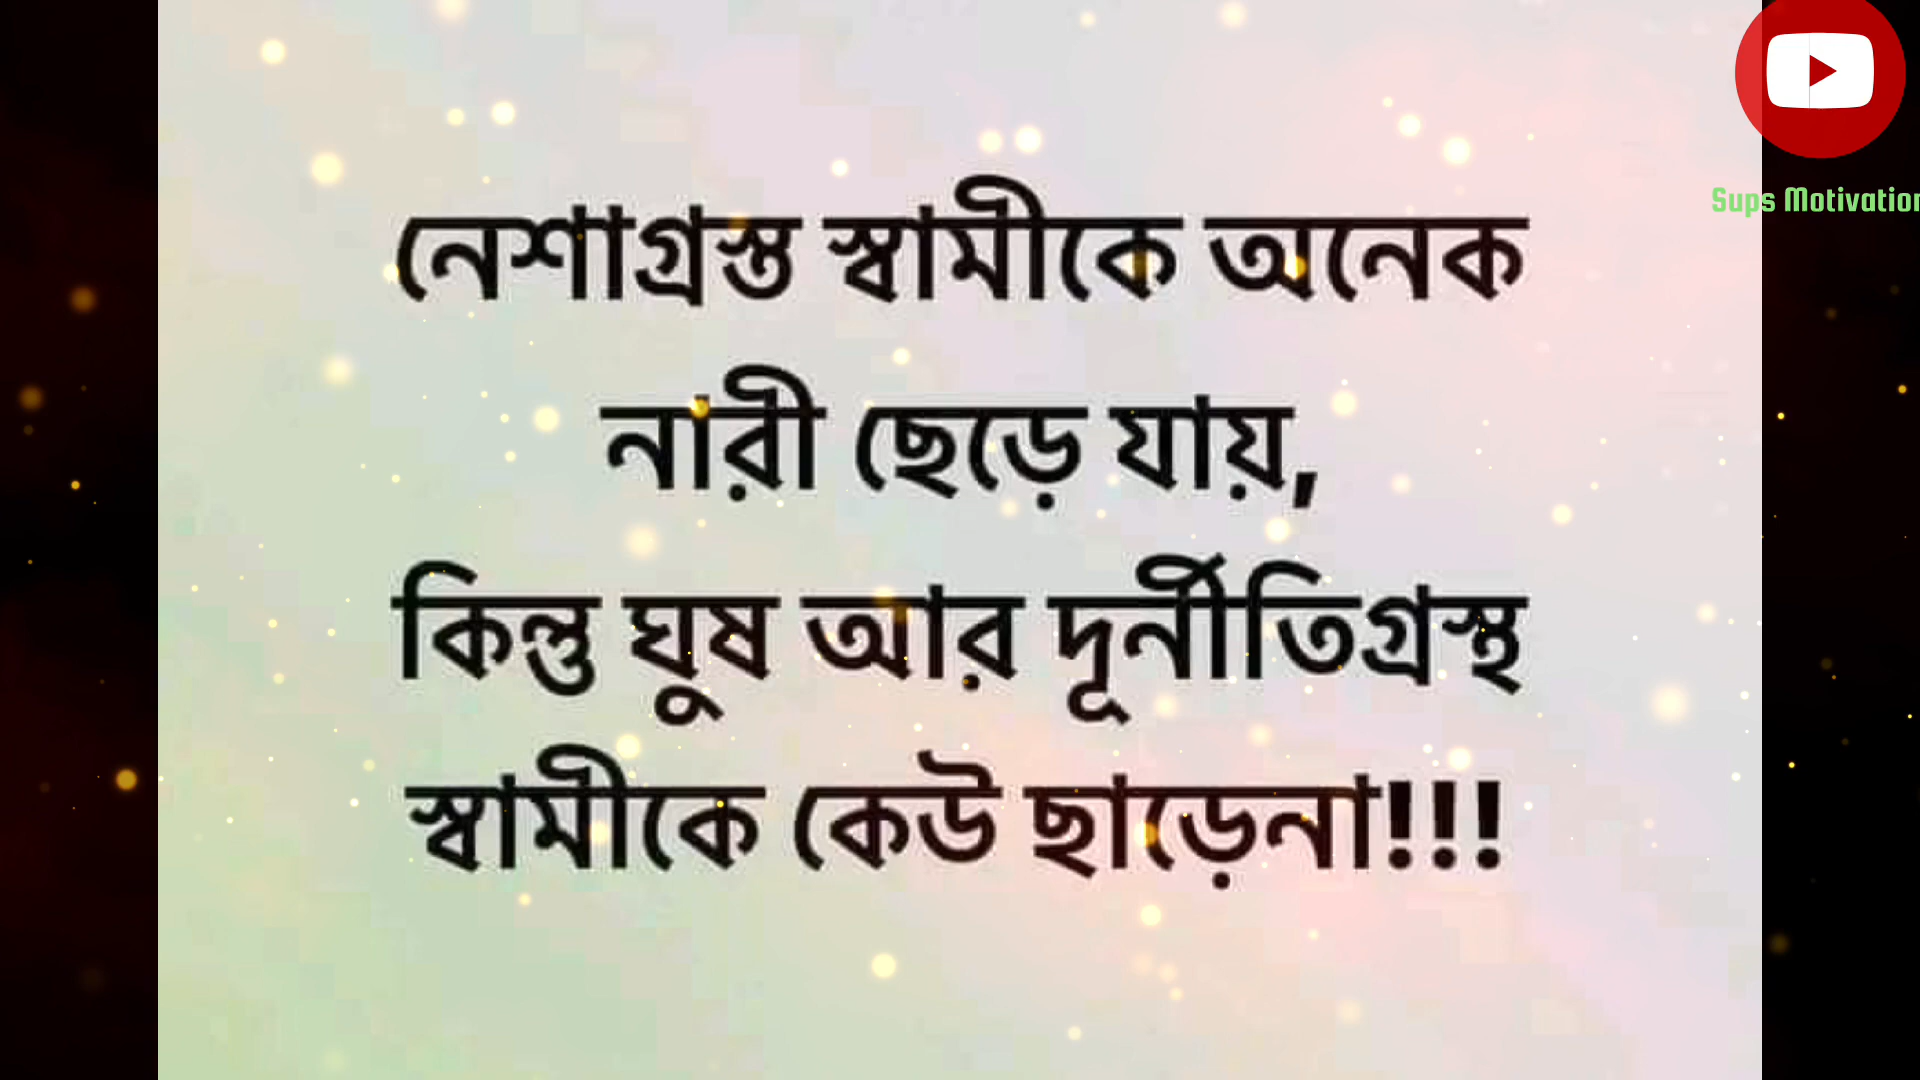 নেশাগ্রস্ত স্বামীকে অনেক
নারী ছেড়ে যায়,
কিন্তু ঘুষ আর দূর্নীতিগ্রস্থ
স্বামীকে কেউ ছাড়েনা!!!
Sups Motivation